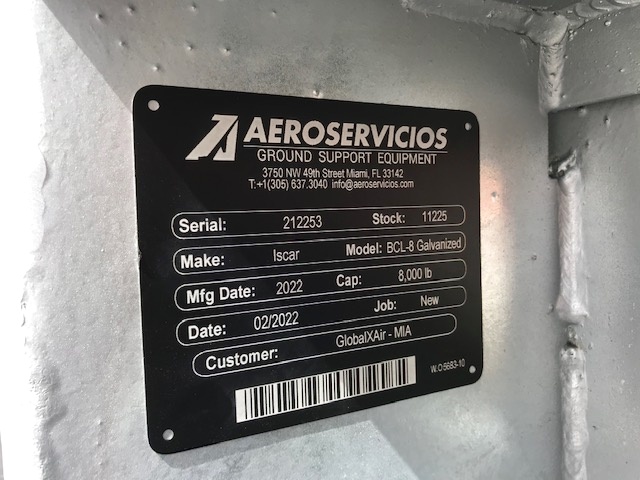 AEROSERVICIOS
GROUND SUPPORT EQUIPMENT
3750 NW 49th Street Miami, FL 33142
T:+1(305) 637.3040 info@aeroservicios.com
Serial: 212253 Stock: 11225
Make: Iscar Model: BCL-8 Galvanized
Mfg Date: 2022 Cap: 8,000 lb
Date: 02/2022 Job: New
Customer: GlobalXAir - MIA
W.O 5683-10